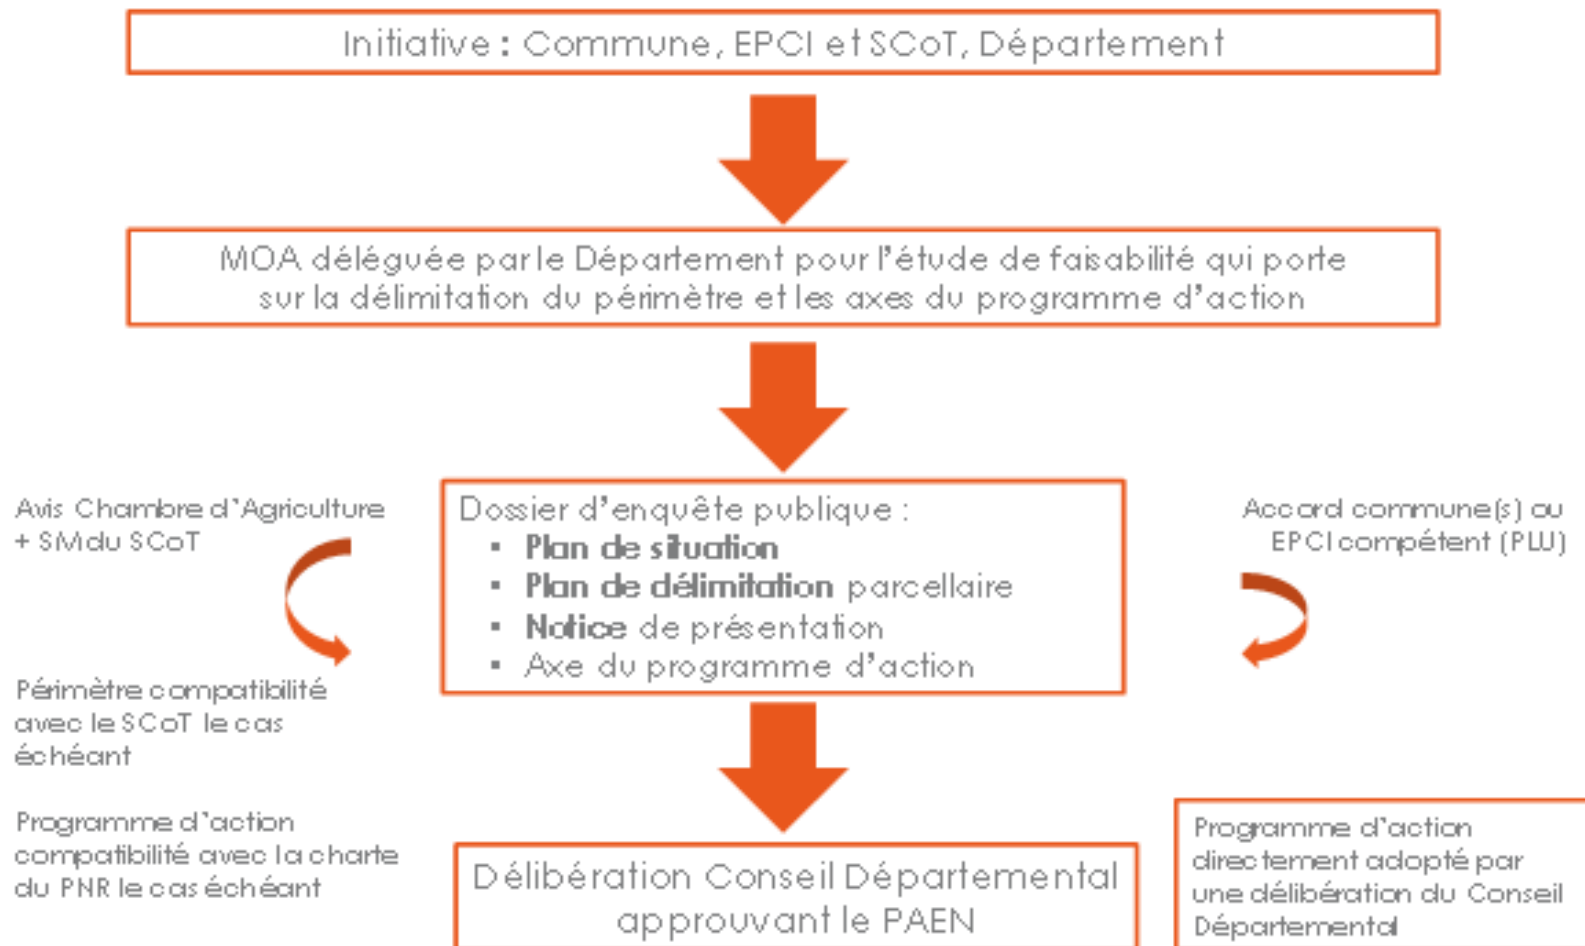 Initiative : Commune, EPCI et SCoT, Département
MOA déléguée par le Département pour l'étude de faisabilité qui porte
sur la délimitation du périmètre et les axes du programme d'action
Avis Chambre d'Agriculture
+ SM du SCoT
Dossier d'enquête publique :
▪ Plan de situation
▪ Plan de délimitation parcellaire
▪ Notice de présentation
▪ Axe du programme d'action
Accord commune(s) ou
EPCI compétent (PLU)
Périmètre compatibilité
avec le SCoT le cas
échéant
Programme d'action
compatibilité avec la charte
du PNR le cas échéant
Délibération Conseil Départemental
approuvant le PAEN
Programme d'action
directement adopté par
une délibération du Conseil
Départemental